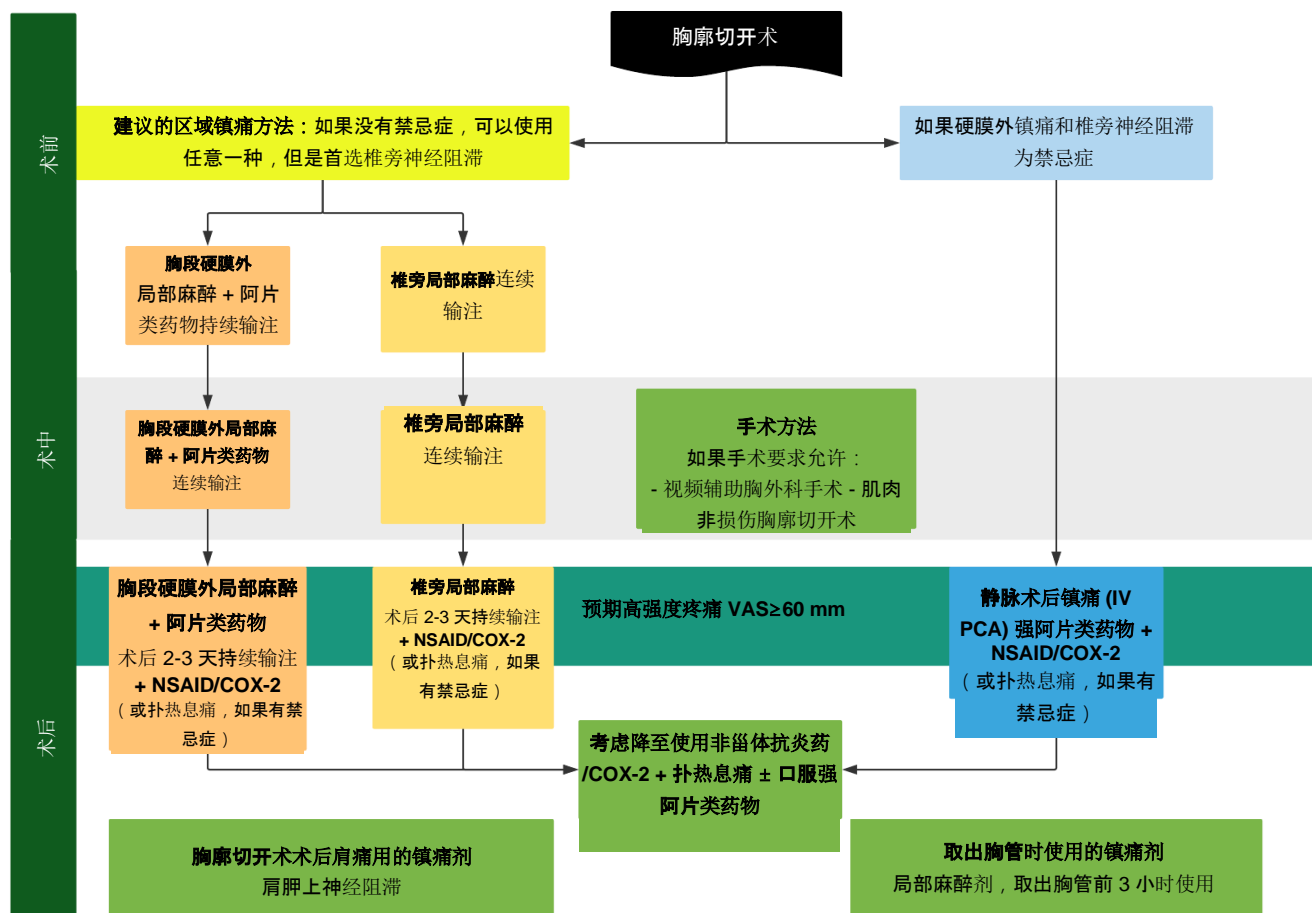 胸廓切开术
术前
建议的区域镇痛方法：如果没有禁忌症，可以使用
任意一种，但是首选椎旁神经阻滞
如果硬膜外镇痛和椎旁神经阻滞
为禁忌症
胸段硬膜外
局部麻醉 + 阿片
类药物持续输注
椎旁局部麻醉连续
输注
术中
胸段硬膜外局部麻
醉 + 阿片类药物
连续输注
椎旁局部麻醉
连续输注
手术方法
如果手术要求允许：
- 视频辅助胸外科手术 - 肌肉
非损伤胸廓切开术
术后
胸段硬膜外局部麻醉
+ 阿片类药物
术后 2-3 天持续输注
+ NSAID/COX-2
（或扑热息痛，如果有禁
忌症）
椎旁局部麻醉
术后 2-3 天持续输注
+ NSAID/COX-2
（或扑热息痛，如果
有禁忌症）
预期高强度疼痛 VAS≥60 mm
静脉术后镇痛 (IV
PCA) 强阿片类药物 +
NSAID/COX-2
（或扑热息痛，如果有
禁忌症）
考虑降至使用非甾体抗炎药
/COX-2 + 扑热息痛 ± 口服强
阿片类药物
胸廓切开术术后肩痛用的镇痛剂
肩胛上神经阻滞
取出胸管时使用的镇痛剂
局部麻醉剂，取出胸管前 3 小时使用